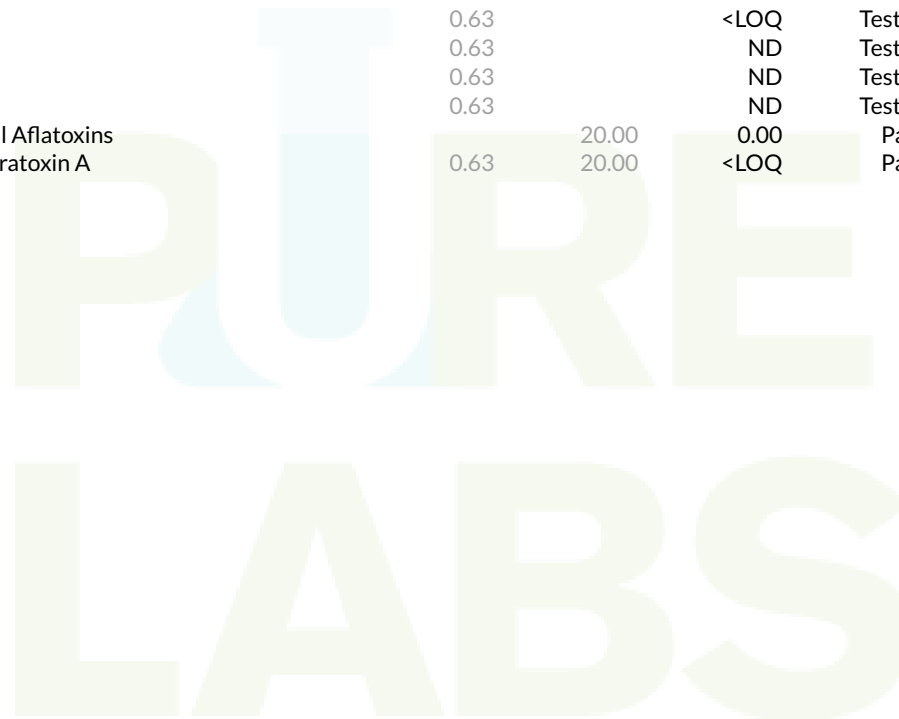 0.63 <LOQ Test
0.63 ND Test
0.63 ND Test
0.63 ND Test
l Aflatoxins 20.00 0.00 Pa
ratoxin A 0.63 20.00 <LOQ Pa
PURE
LABS